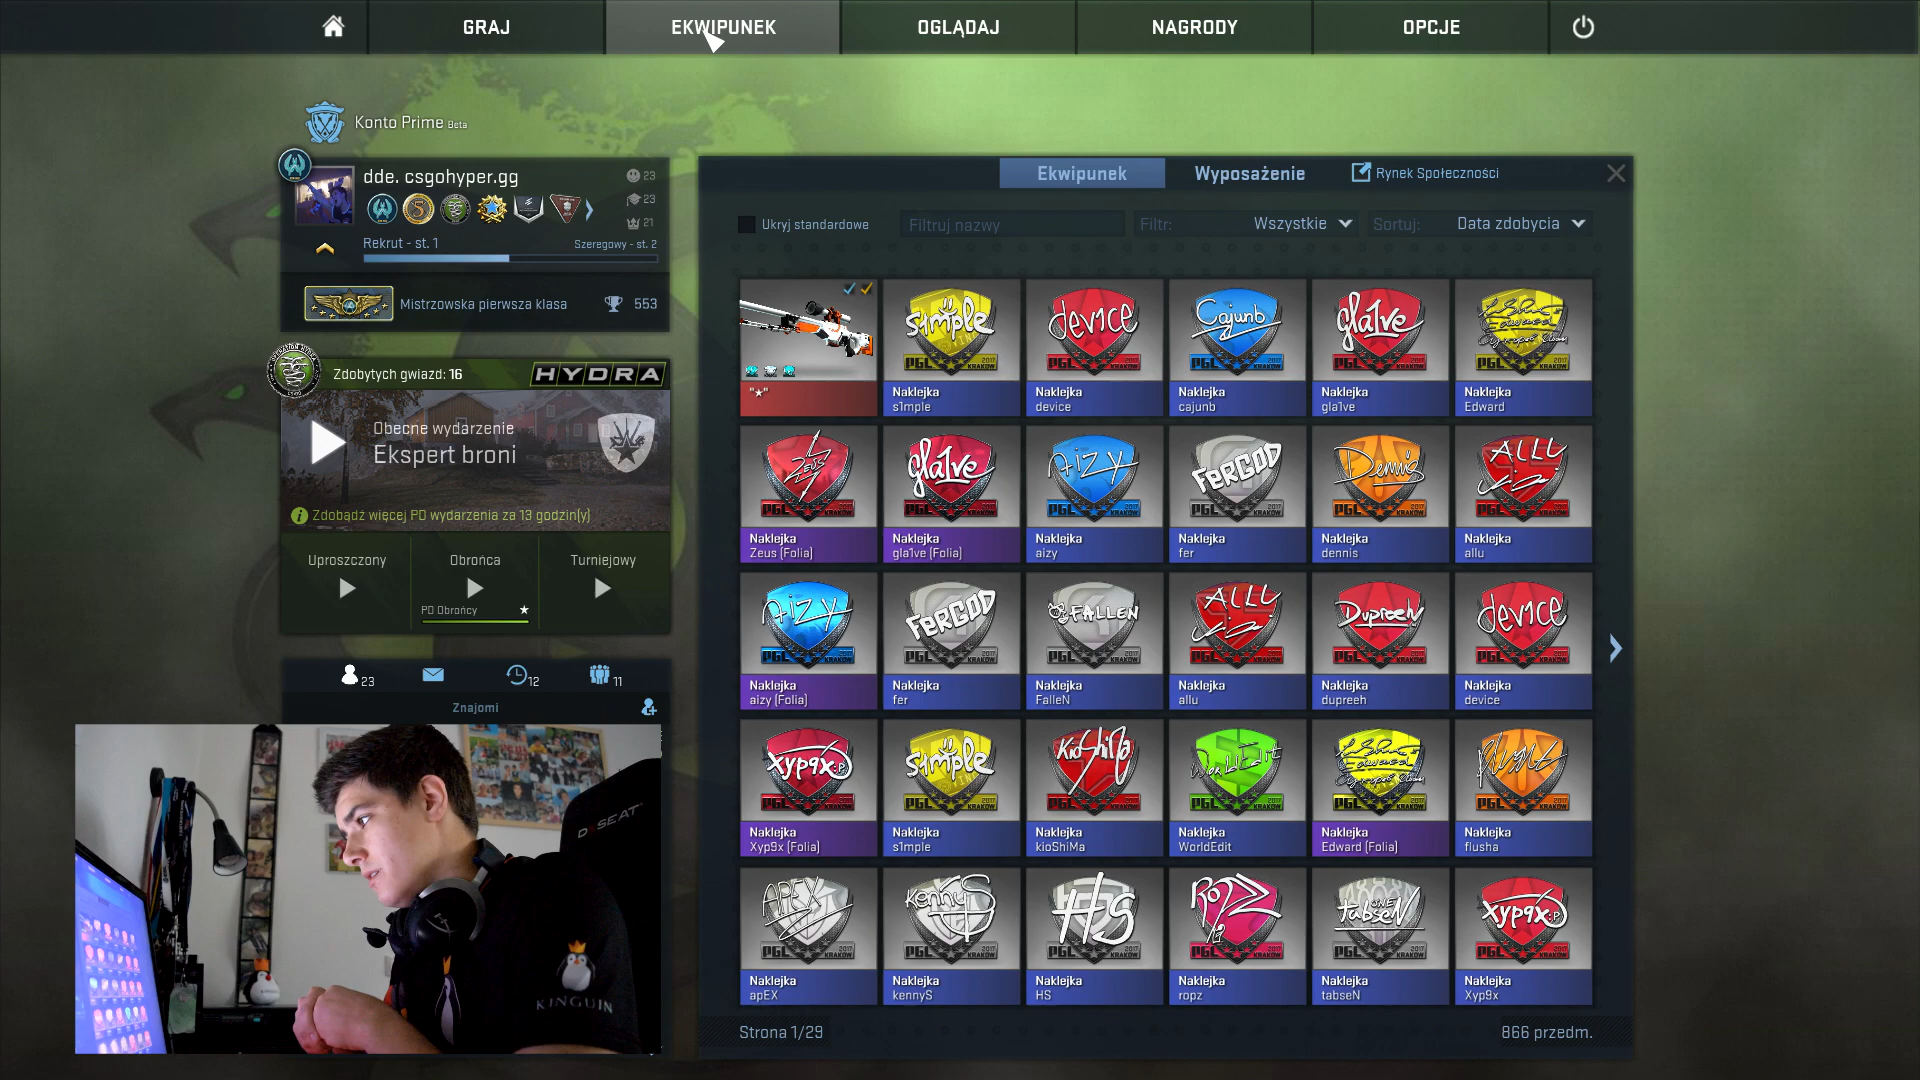 GRAJ
EKWIPUNEK
OGLĄDAJ
NAGRODY
OPCJE
Konto Prime Beta
dde. csgohyper.gg
23
23
21
Rekrut - st. 1
Szeregowy - st. 2
Mistrzowska pierwsza klasa
553
Zdobytych gwiazd: 16
HYDRA
Obecne wydarzenie
Ekspert broni
Zdobądź więcej PD wydarzenia za 13 godzin(y)
Uproszczony
Obrońca
Turniejowy
PD Obrońcy
23
12
11
Znajomi
DXSEAT
KINGUIN
Ekwipunek
Wyposażenie
Rynek Społeczności
Ukryj standardowe
Filtruj nazwy
Filtr:
Wszystkie
Sortuj:
Data zdobycia
"★"
Naklejka
s1mple
Naklejka
device
Naklejka
cajunb
Naklejka
gla1ve
Naklejka
Edward
Naklejka
Zeus (Folia)
Naklejka
gla1ve (Folia)
Naklejka
aizy
Naklejka
fer
Naklejka
dennis
Naklejka
allu
Naklejka
aizy (Folia)
Naklejka
fer
Naklejka
FalleN
Naklejka
allu
Naklejka
dupreeh
Naklejka
device
Naklejka
Xyp9x (Folia)
Naklejka
s1mple
Naklejka
kioShiMa
Naklejka
WorldEdit
Naklejka
Edward (Folia)
Naklejka
flusha
Naklejka
apEX
Naklejka
kennyS
Naklejka
HS
Naklejka
ropz
Naklejka
tabseN
Naklejka
Xyp9x
Strona 1/29
866 przedm.